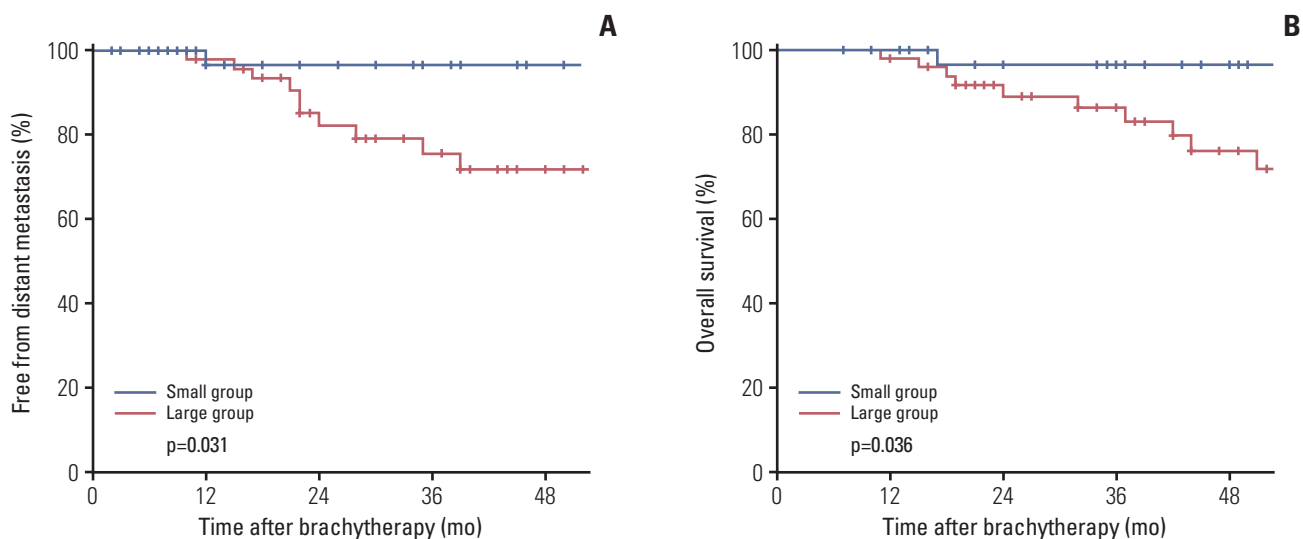 A
Free from distant metastasis (%)
100
80
60
40
20
0
Small group
Large group
p=0.031
0 12 24 36 48
Time after brachytherapy (mo)
B
Overall survival (%)
100
80
60
40
20
0
Small group
Large group
p=0.036
0 12 24 36 48
Time after brachytherapy (mo)